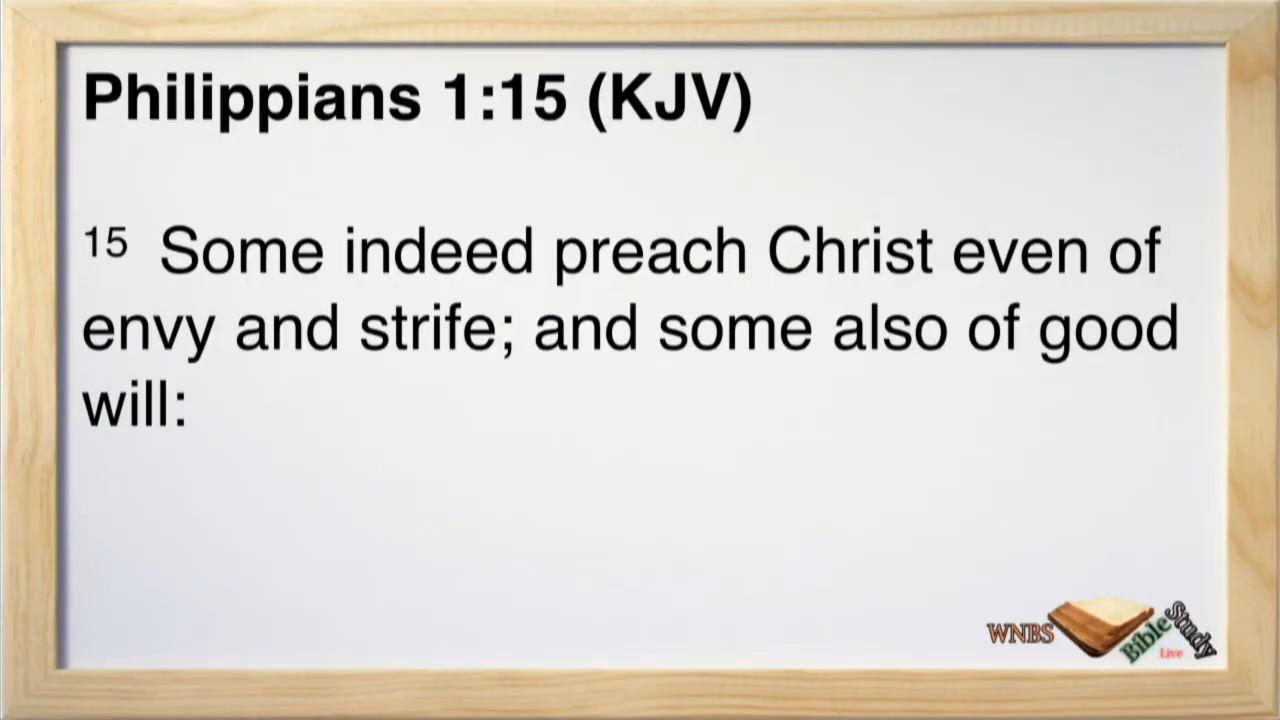 Philippians 1:15 (KJV)
15 Some indeed preach Christ even of
envy and strife; and some also of good
will:
WNBS
Bible
Study
Live